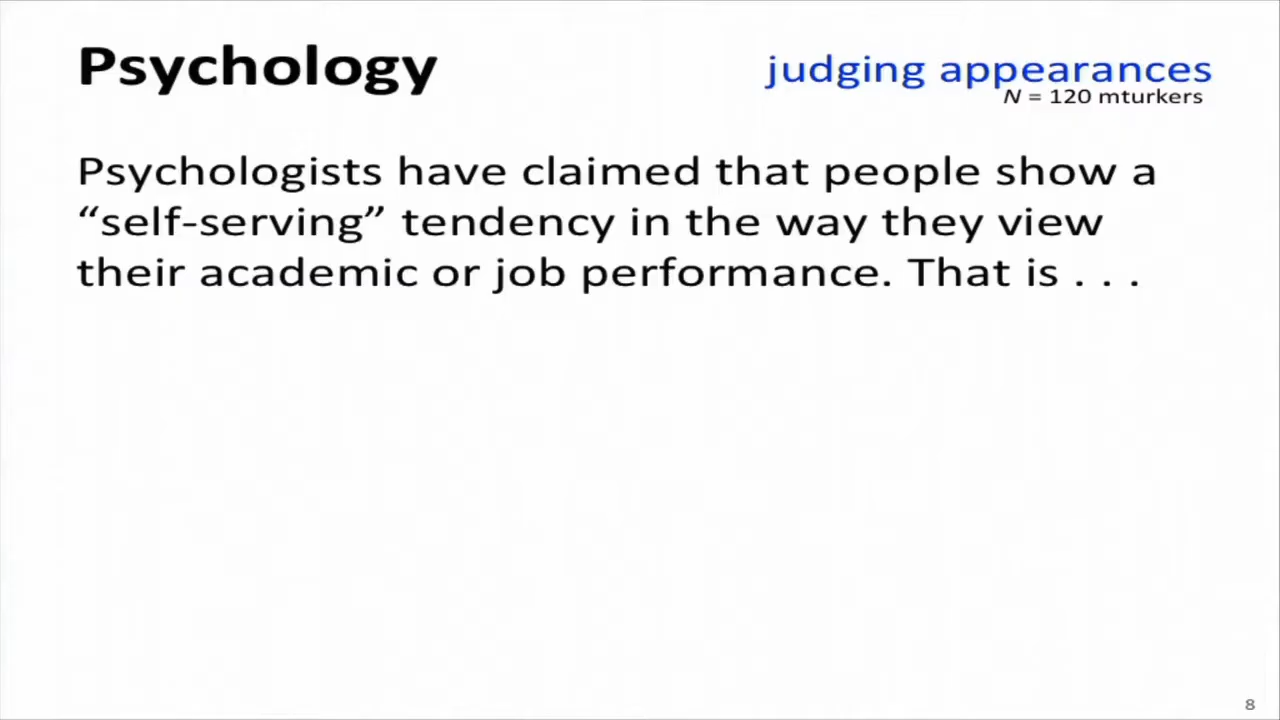 Psychology
judging appearances
N = 120 mturkers
Psychologists have claimed that people show a
“self-serving” tendency in the way they view
their academic or job performance. That is . . .
8